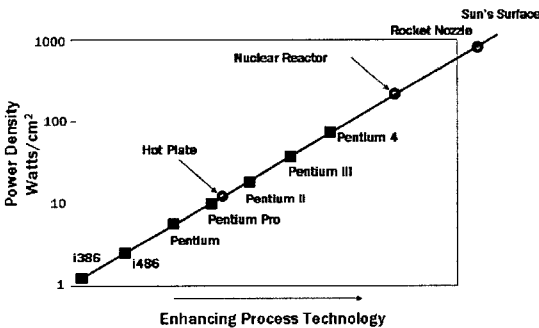 Sun's Surface
Rocket Nozzle
1000
Nuclear Reactor
100
Pentium 4
Hot Plate
Pentium III
Pentium II
10
Pentium Pro
Pentium
i386
i486
1
Power Density
Watts/cm²
Enhancing Process Technology